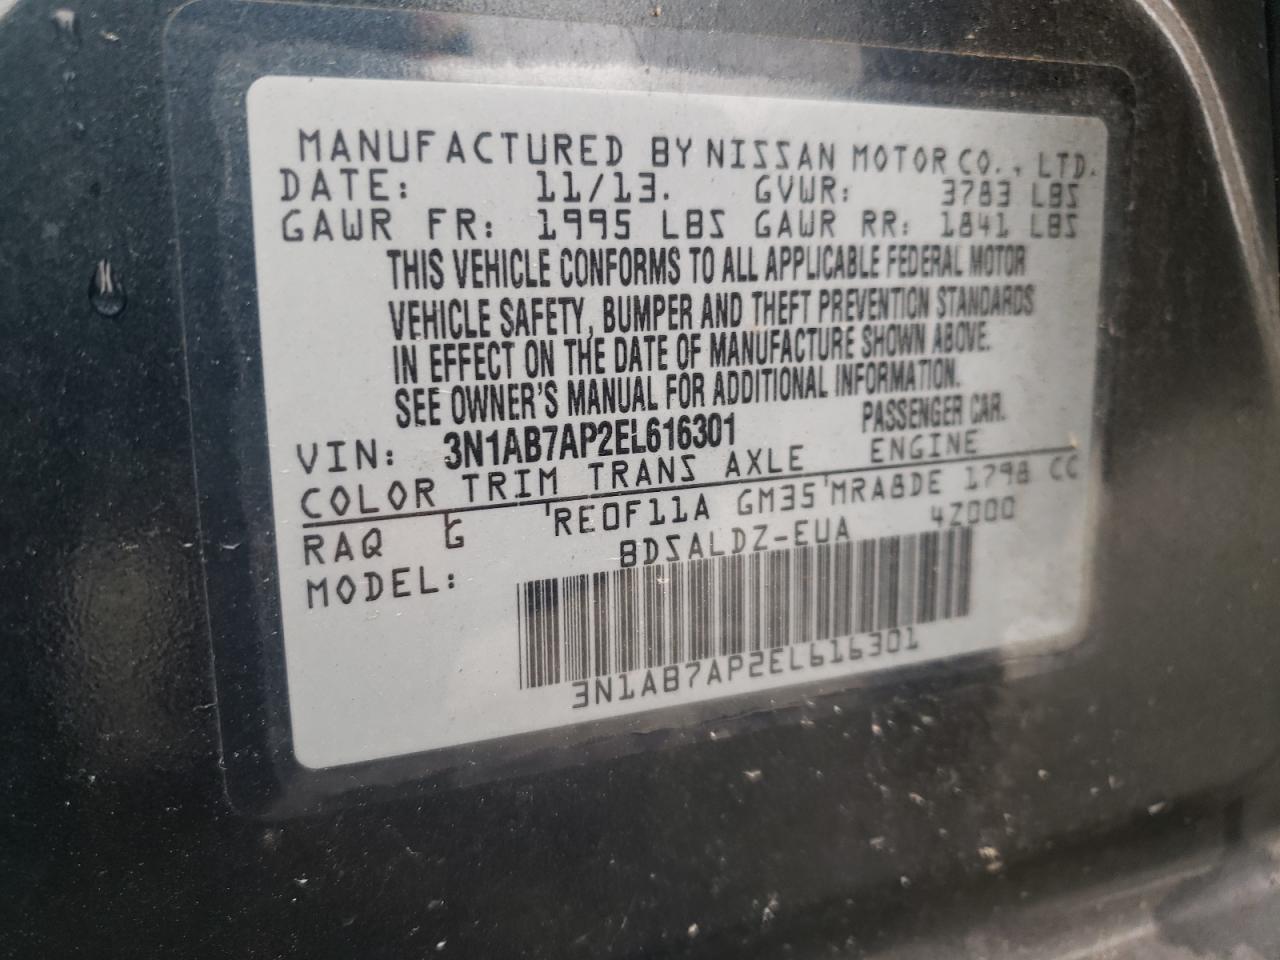 MANUFACTURED BY NISSAN MOTOR CO., LTD.
DATE: 11/13. GVWR: 3783 LBS
GAWR FR: 1995 LBS GAWR RR: 1841 LBS
THIS VEHICLE CONFORMS TO ALL APPLICABLE FEDERAL MOTOR
VEHICLE SAFETY, BUMPER AND THEFT PREVENTION STANDARDS
IN EFFECT ON THE DATE OF MANUFACTURE SHOWN ABOVE.
SEE OWNER'S MANUAL FOR ADDITIONAL INFORMATION.
VIN: 3N1AB7AP2EL616301 PASSENGER CAR.
COLOR TRIM TRANS AXLE ENGINE
RAQ G RE0F11A GM35 MRA8DE 1798 CC
MODEL: BDSALDZ-EUA 4Z000
3N1AB7AP2EL616301